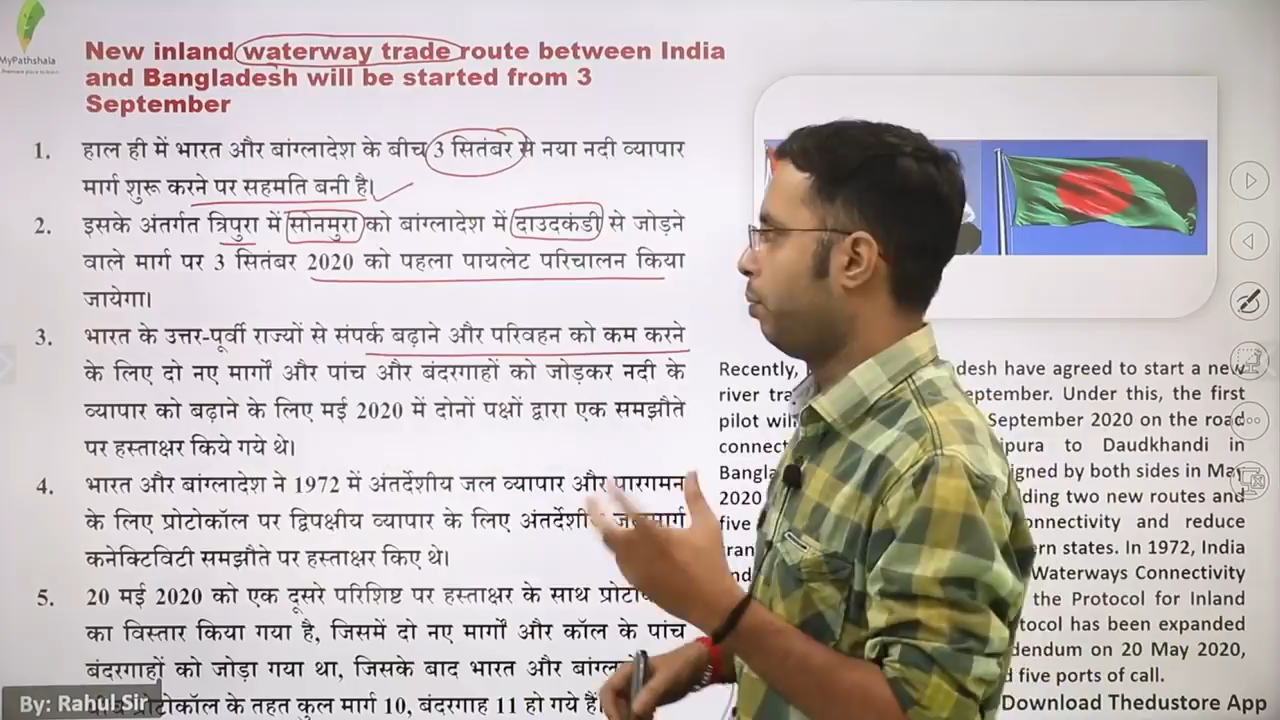 MyPathshala
New inland waterway trade route between India
and Bangladesh will be started from 3
September
1. हाल ही में भारत और बांग्लादेश के बीच 3 सितंबर से नया नदी व्यापार
मार्ग शुरू करने पर सहमति बनी है।
2. इसके अंतर्गत त्रिपुरा में सोनमुरा को बांग्लादेश में दाउदकंडी से जोड़ने
वाले मार्ग पर 3 सितंबर 2020 को पहला पायलेट परिचालन किया
जायेगा।
3. भारत के उत्तर-पूर्वी राज्यों से संपर्क बढ़ाने और परिवहन को कम करने
के लिए दो नए मार्गों और पांच और बंदरगाहों को जोड़कर नदी के
व्यापार को बढ़ाने के लिए मई 2020 में दोनों पक्षों द्वारा एक समझौते
पर हस्ताक्षर किये गये थे।
4. भारत और बांग्लादेश ने 1972 में अंतर्देशीय जल व्यापार और पारगमन
के लिए प्रोटोकॉल पर द्विपक्षीय व्यापार के लिए अंतर्देशीय जलमार्ग
कनेक्टिविटी समझौते पर हस्ताक्षर किए थे।
5. 20 मई 2020 को एक दूसरे परिशिष्ट पर हस्ताक्षर के साथ
का विस्तार किया गया है, जिसमें दो नए मार्गों और कॉल के पांच
बंदरगाहों को जोड़ा गया था, जिसके बाद भारत और
प्रोटोकॉल के तहत कुल मार्ग 10, बंदरगाह 11 हो गये हैं।
Recently, desh have agreed to start a new
river eptember. Under this, the first
pilot September 2020 on the road
connect ipura to Daudkhandi in
Bangla igned by both sides in May
2020 ding two new routes and
five onnectivity and reduce
ern states. In 1972, India
Waterways Connectivity
the Protocol for Inland
tocol has been expanded
dendum on 20 May 2020,
five ports of call.
By: Rahul Sir
Download Thedustore App